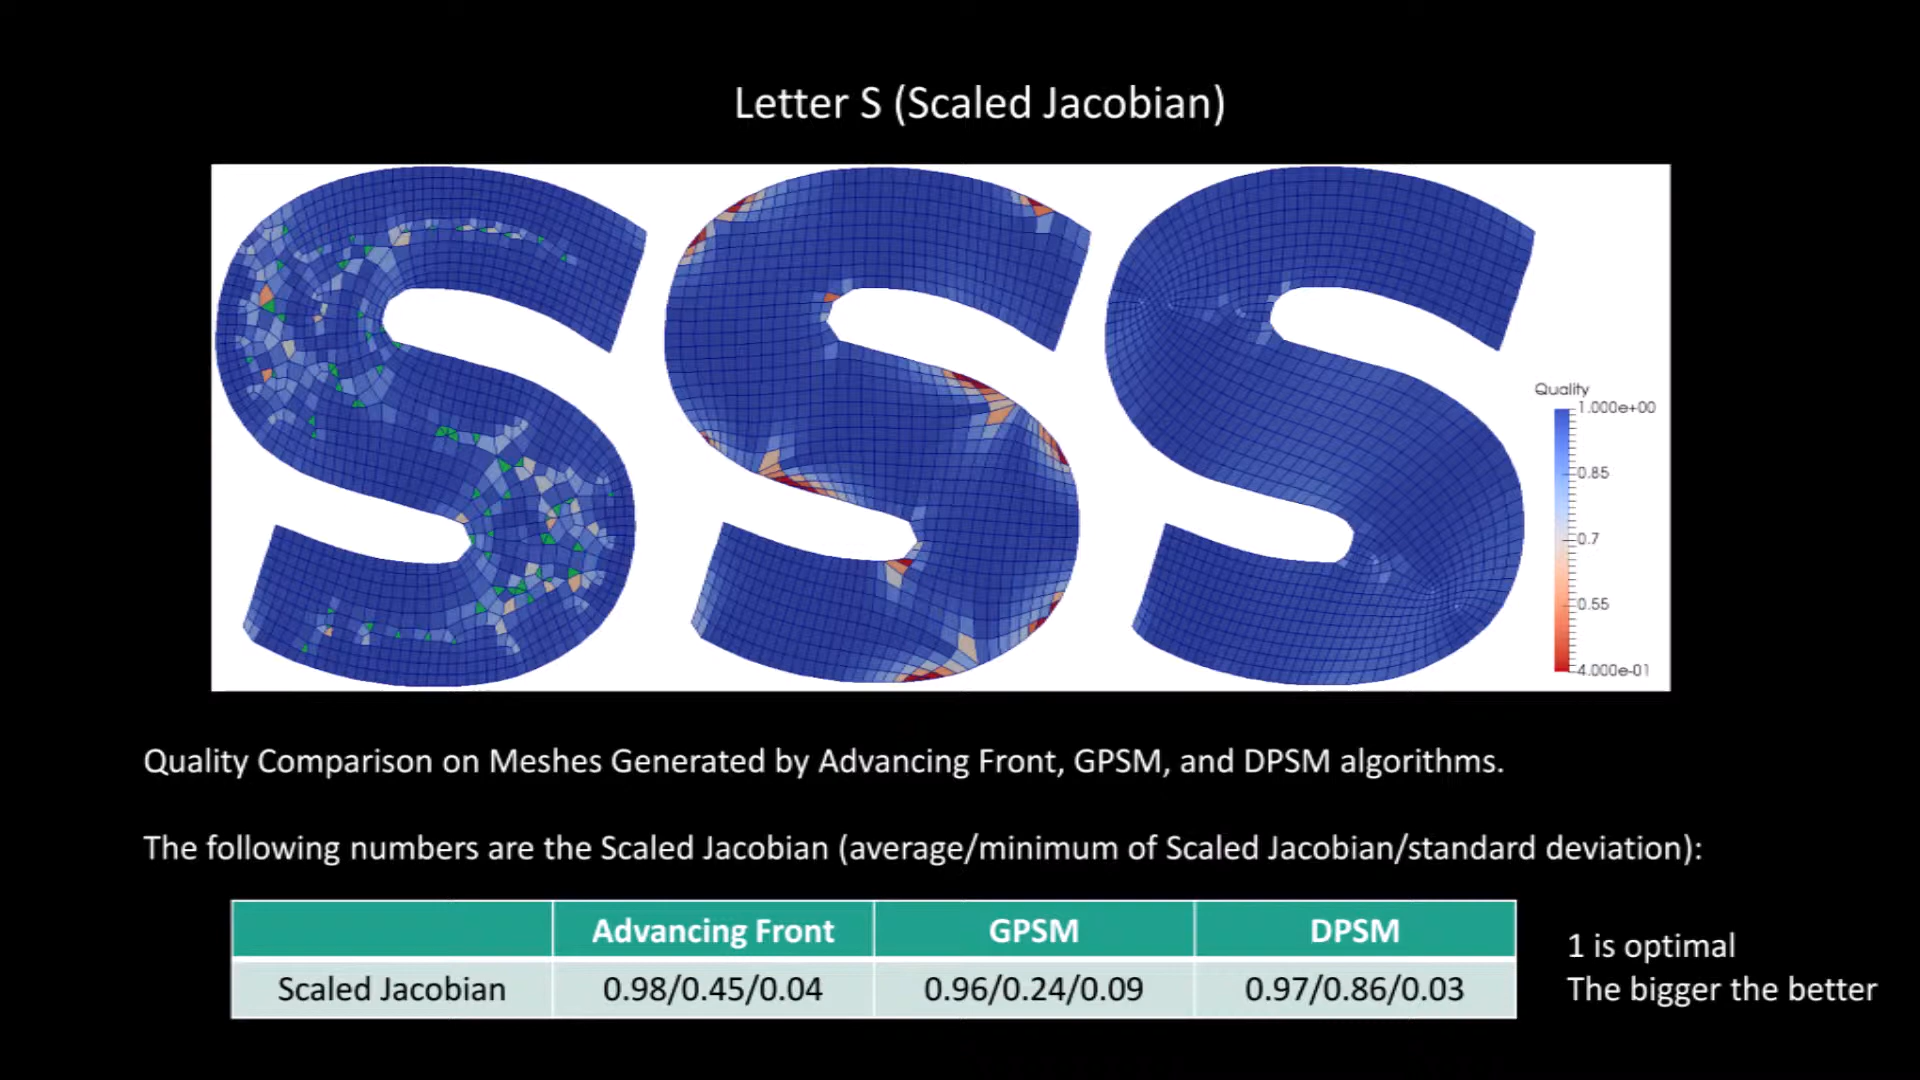 Letter S (Scaled Jacobian)
Quality
1.000e+00
0.85
0.7
0.55
4.000e-01
Quality Comparison on Meshes Generated by Advancing Front, GPSM, and DPSM algorithms.
The following numbers are the Scaled Jacobian (average/minimum of Scaled Jacobian/standard deviation):
Advancing Front GPSM DPSM
Scaled Jacobian 0.98/0.45/0.04 0.96/0.24/0.09 0.97/0.86/0.03
1 is optimal
The bigger the better